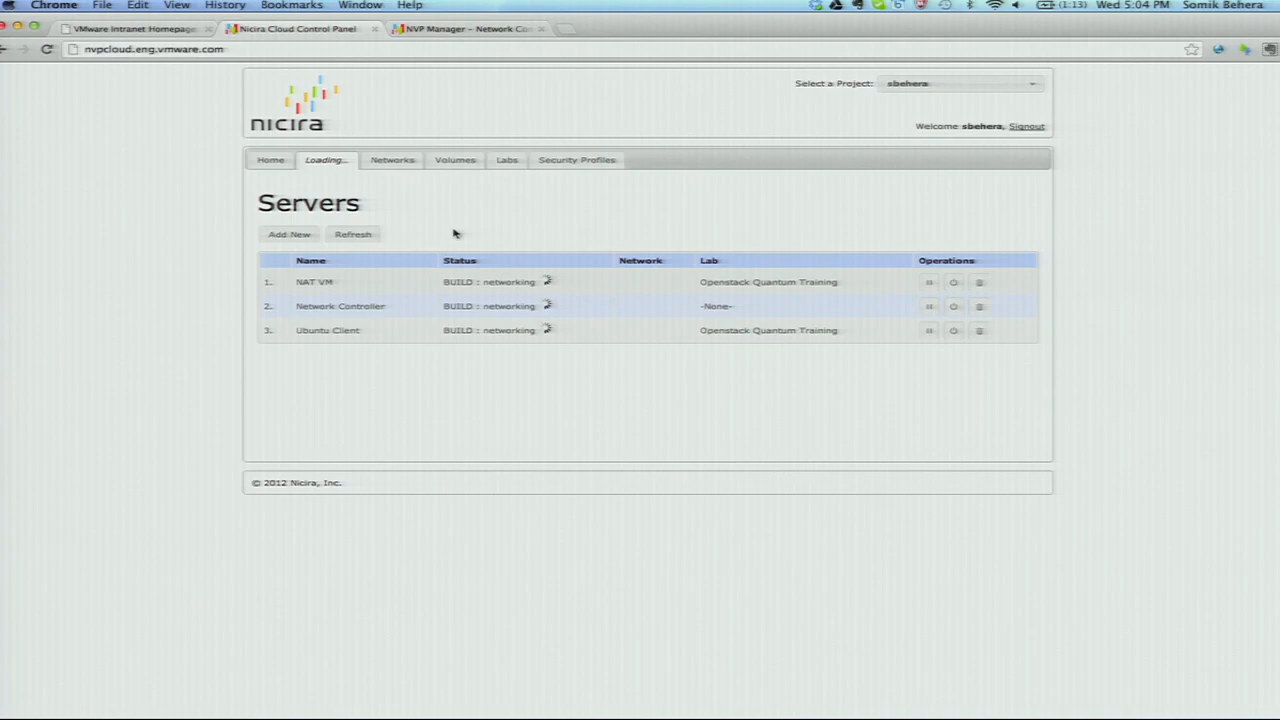 Chrome File Edit View History Bookmarks Window Help (1:13) Wed 5:04 PM Somik Behera
VMware Intranet Homepage Nicira Cloud Control Panel NVP Manager - Network Co
nvpcloud.eng.vmware.com
nicira
Select a Project: sbehera
Welcome sbehera, Signout
Home Loading... Networks Volumes Labs Security Profiles
Servers
Add New Refresh
Name Status Network Lab Operations
1. NAT VM BUILD : networking Openstack Quantum Training
2. Network Controller BUILD : networking -None-
3. Ubuntu Client BUILD : networking Openstack Quantum Training
© 2012 Nicira, Inc.